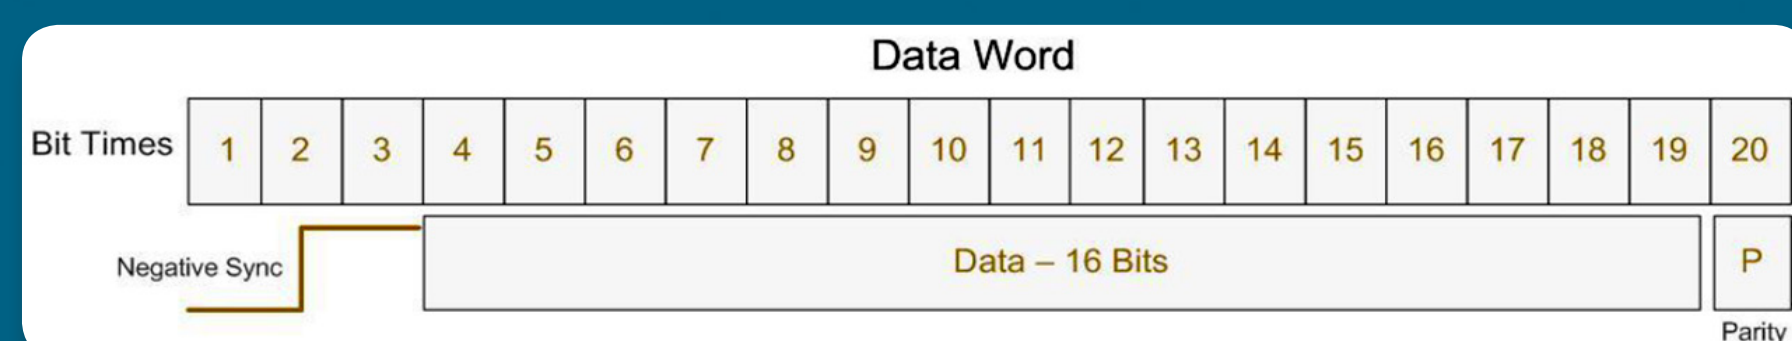 Data Word
Bit Times 1 2 3 4 5 6 7 8 9 10 11 12 13 14 15 16 17 18 19 20
Negative Sync Data – 16 Bits P
Parity